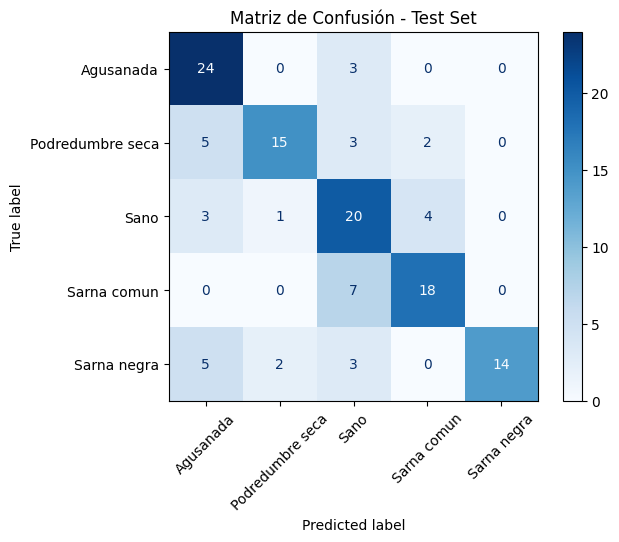 Matriz de Confusión - Test Set
Agusanada 24 0 3 0 0
Podredumbre seca 5 15 3 2 0
Sano 3 1 20 4 0
Sarna comun 0 0 7 18 0
Sarna negra 5 2 3 0 14
True label
Agusanada
Podredumbre seca
Sano
Sarna comun
Sarna negra
Predicted label
20
15
10
5
0